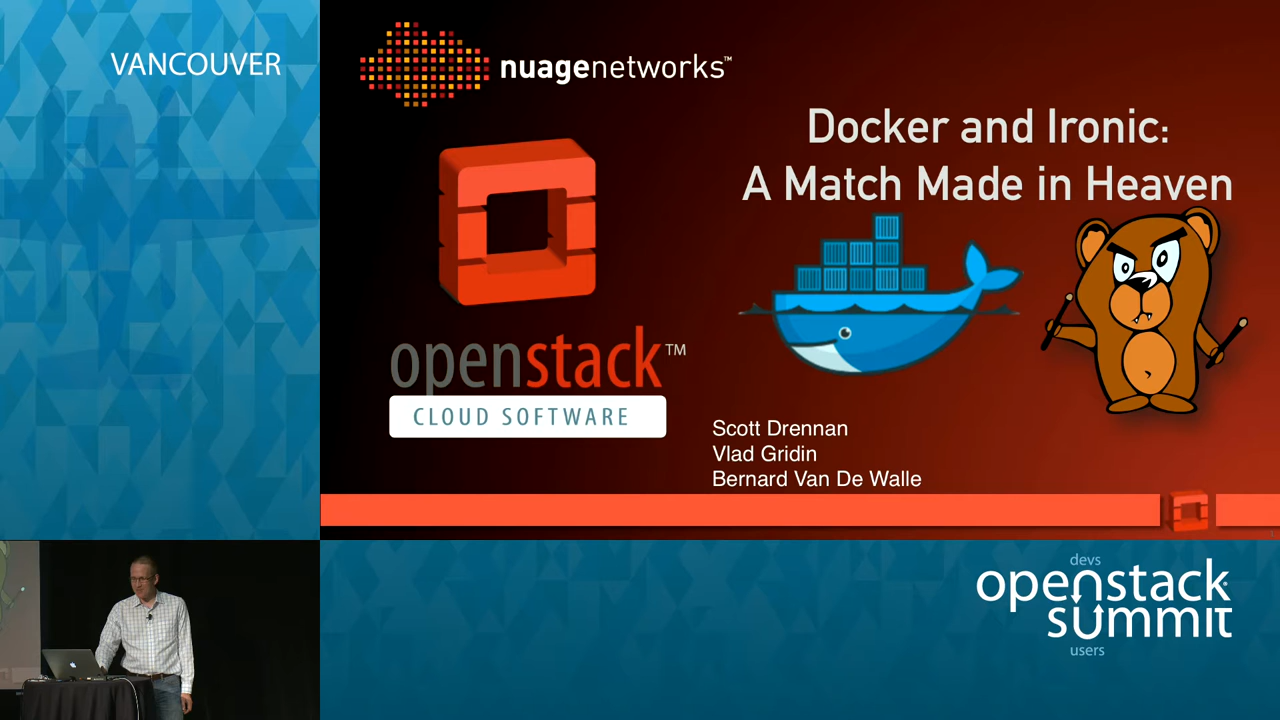 VANCOUVER
nuagenetworks™
Docker and Ironic:
A Match Made in Heaven
openstack™
CLOUD SOFTWARE
Scott Drennan
Vlad Gridin
Bernard Van De Walle
devs
openstack
summit
users